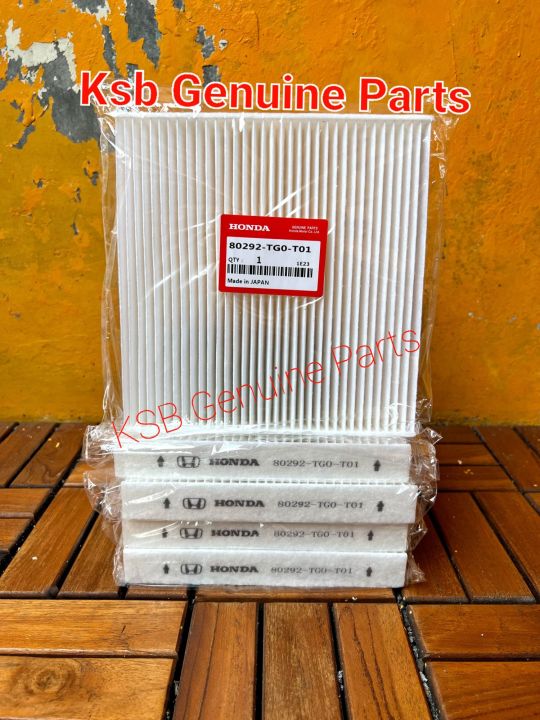 Ksb Genuine Parts
HONDA GENUINE PARTS
Honda Motor Co., Ltd.
80292-TG0-T01
QTY : 1 1E23
Made in JAPAN
KSB Genuine Parts
HONDA 80292-TG0-T01
HONDA 80292-TG0-T01
HONDA 80292-TG0-T01
HONDA 80292-TG0-T01